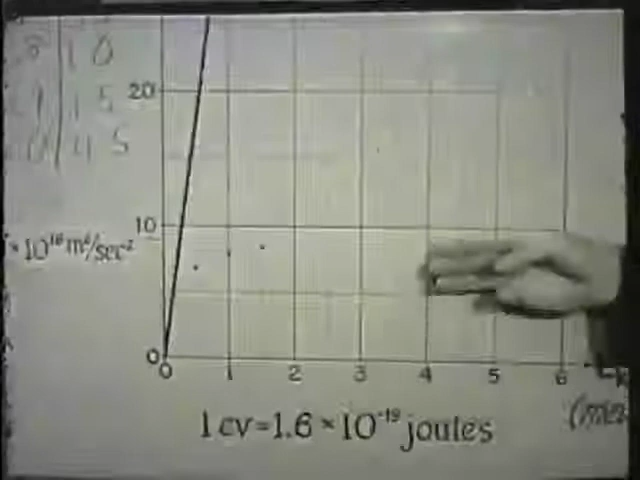 1 0
1 5
4 5
20
10
× 10¹⁶ m²/sec²
0
0 1 2 3 4 5 6
1 ev = 1.6 × 10⁻¹⁹ joules